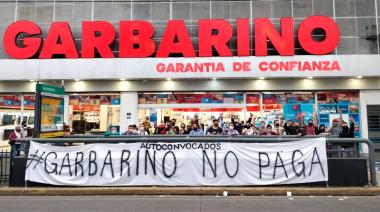 GARBARINO
GARANTIA DE CONFIANZA
AUTOCONVOCADOS
#GARBARINO NO PAGA